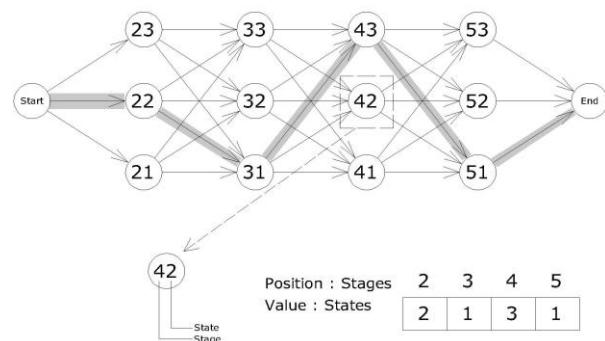 23 33 43 53
Start 22 32 42 52 End
21 31 41 51
42
State
Stage
Position : Stages 2 3 4 5
Value : States 2 1 3 1